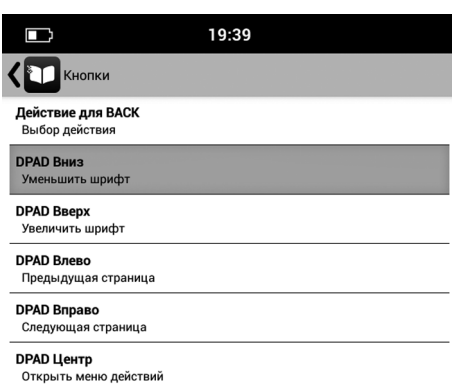 19:39
Кнопки
Действие для BACK
Выбор действия
DPAD Вниз
Уменьшить шрифт
DPAD Вверх
Увеличить шрифт
DPAD Влево
Предыдущая страница
DPAD Вправо
Следующая страница
DPAD Центр
Открыть меню действий